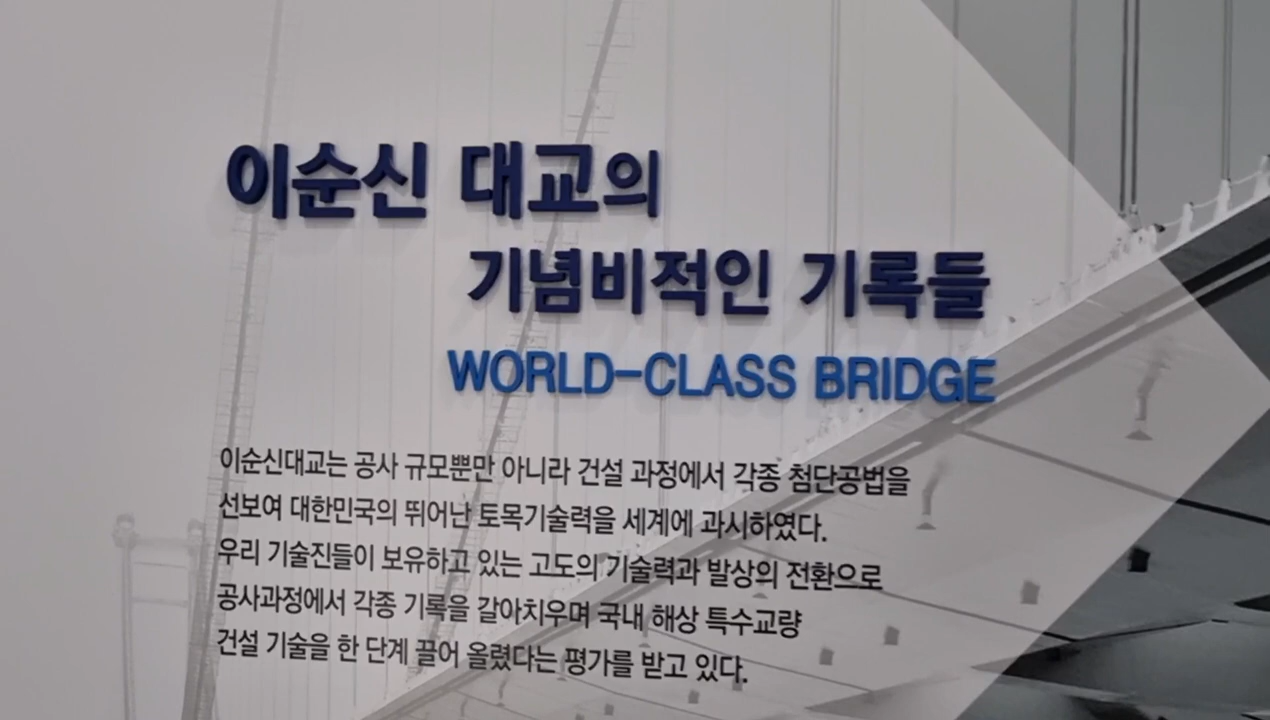 이순신 대교의
기념비적인 기록들
WORLD-CLASS BRIDGE
이순신대교는 공사 규모뿐만 아니라 건설 과정에서 각종 첨단공법을
선보여 대한민국의 뛰어난 토목기술력을 세계에 과시하였다.
우리 기술진들이 보유하고 있는 고도의 기술력과 발상의 전환으로
공사과정에서 각종 기록을 갈아치우며 국내 해상 특수교량
건설 기술을 한 단계 끌어 올렸다는 평가를 받고 있다.